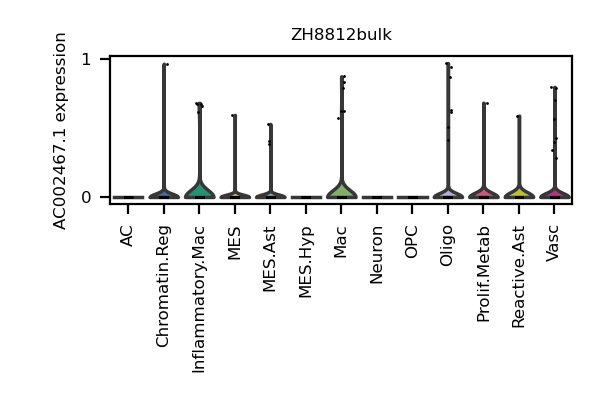 ZH8812bulk
AC002467.1 expression
1
0
AC
Chromatin.Reg
Inflammatory.Mac
MES
MES.Ast
MES.Hyp
Mac
Neuron
OPC
Oligo
Prolif.Metab
Reactive.Ast
Vasc